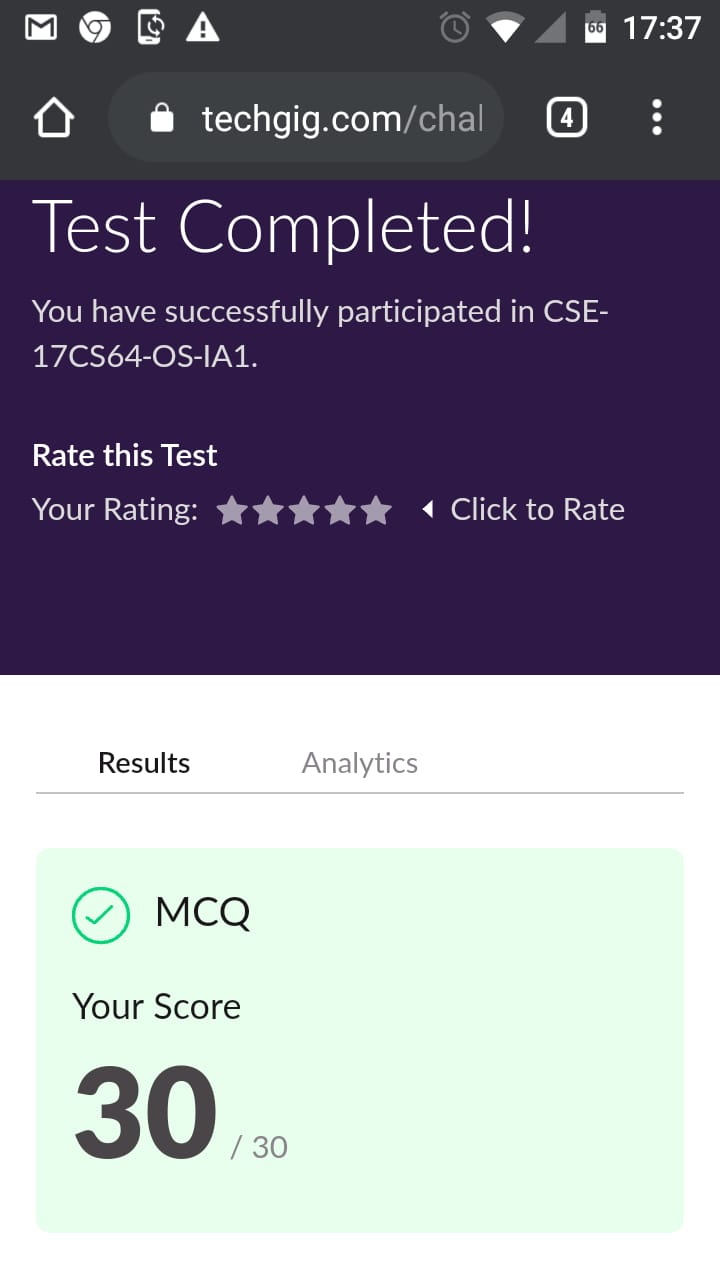 66 17:37
techgig.com/chal
4
Test Completed!
You have successfully participated in CSE-
17CS64-OS-IA1.
Rate this Test
Your Rating: Click to Rate
Results Analytics
MCQ
Your Score
30 / 30